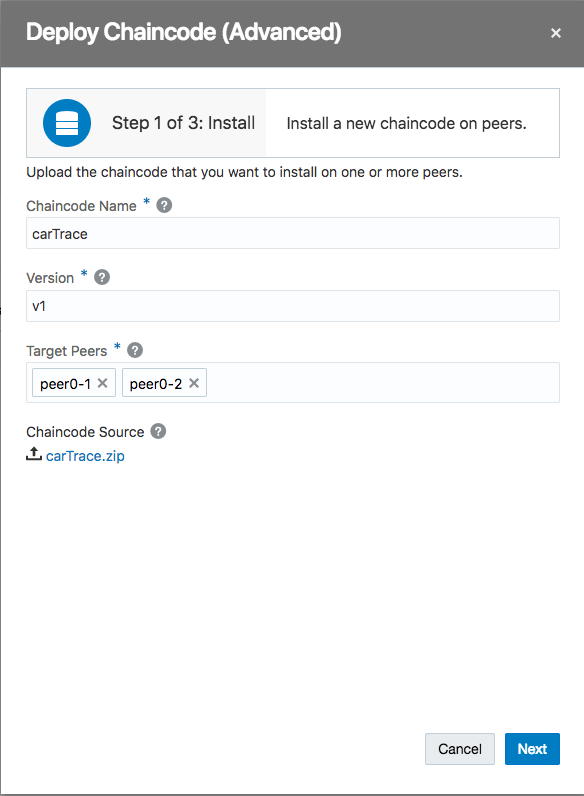 Deploy Chaincode (Advanced) ×
Step 1 of 3: Install Install a new chaincode on peers.
Upload the chaincode that you want to install on one or more peers.
Chaincode Name * ?
carTrace
Version * ?
v1
Target Peers * ?
peer0-1 × peer0-2 ×
Chaincode Source ?
carTrace.zip
Cancel Next